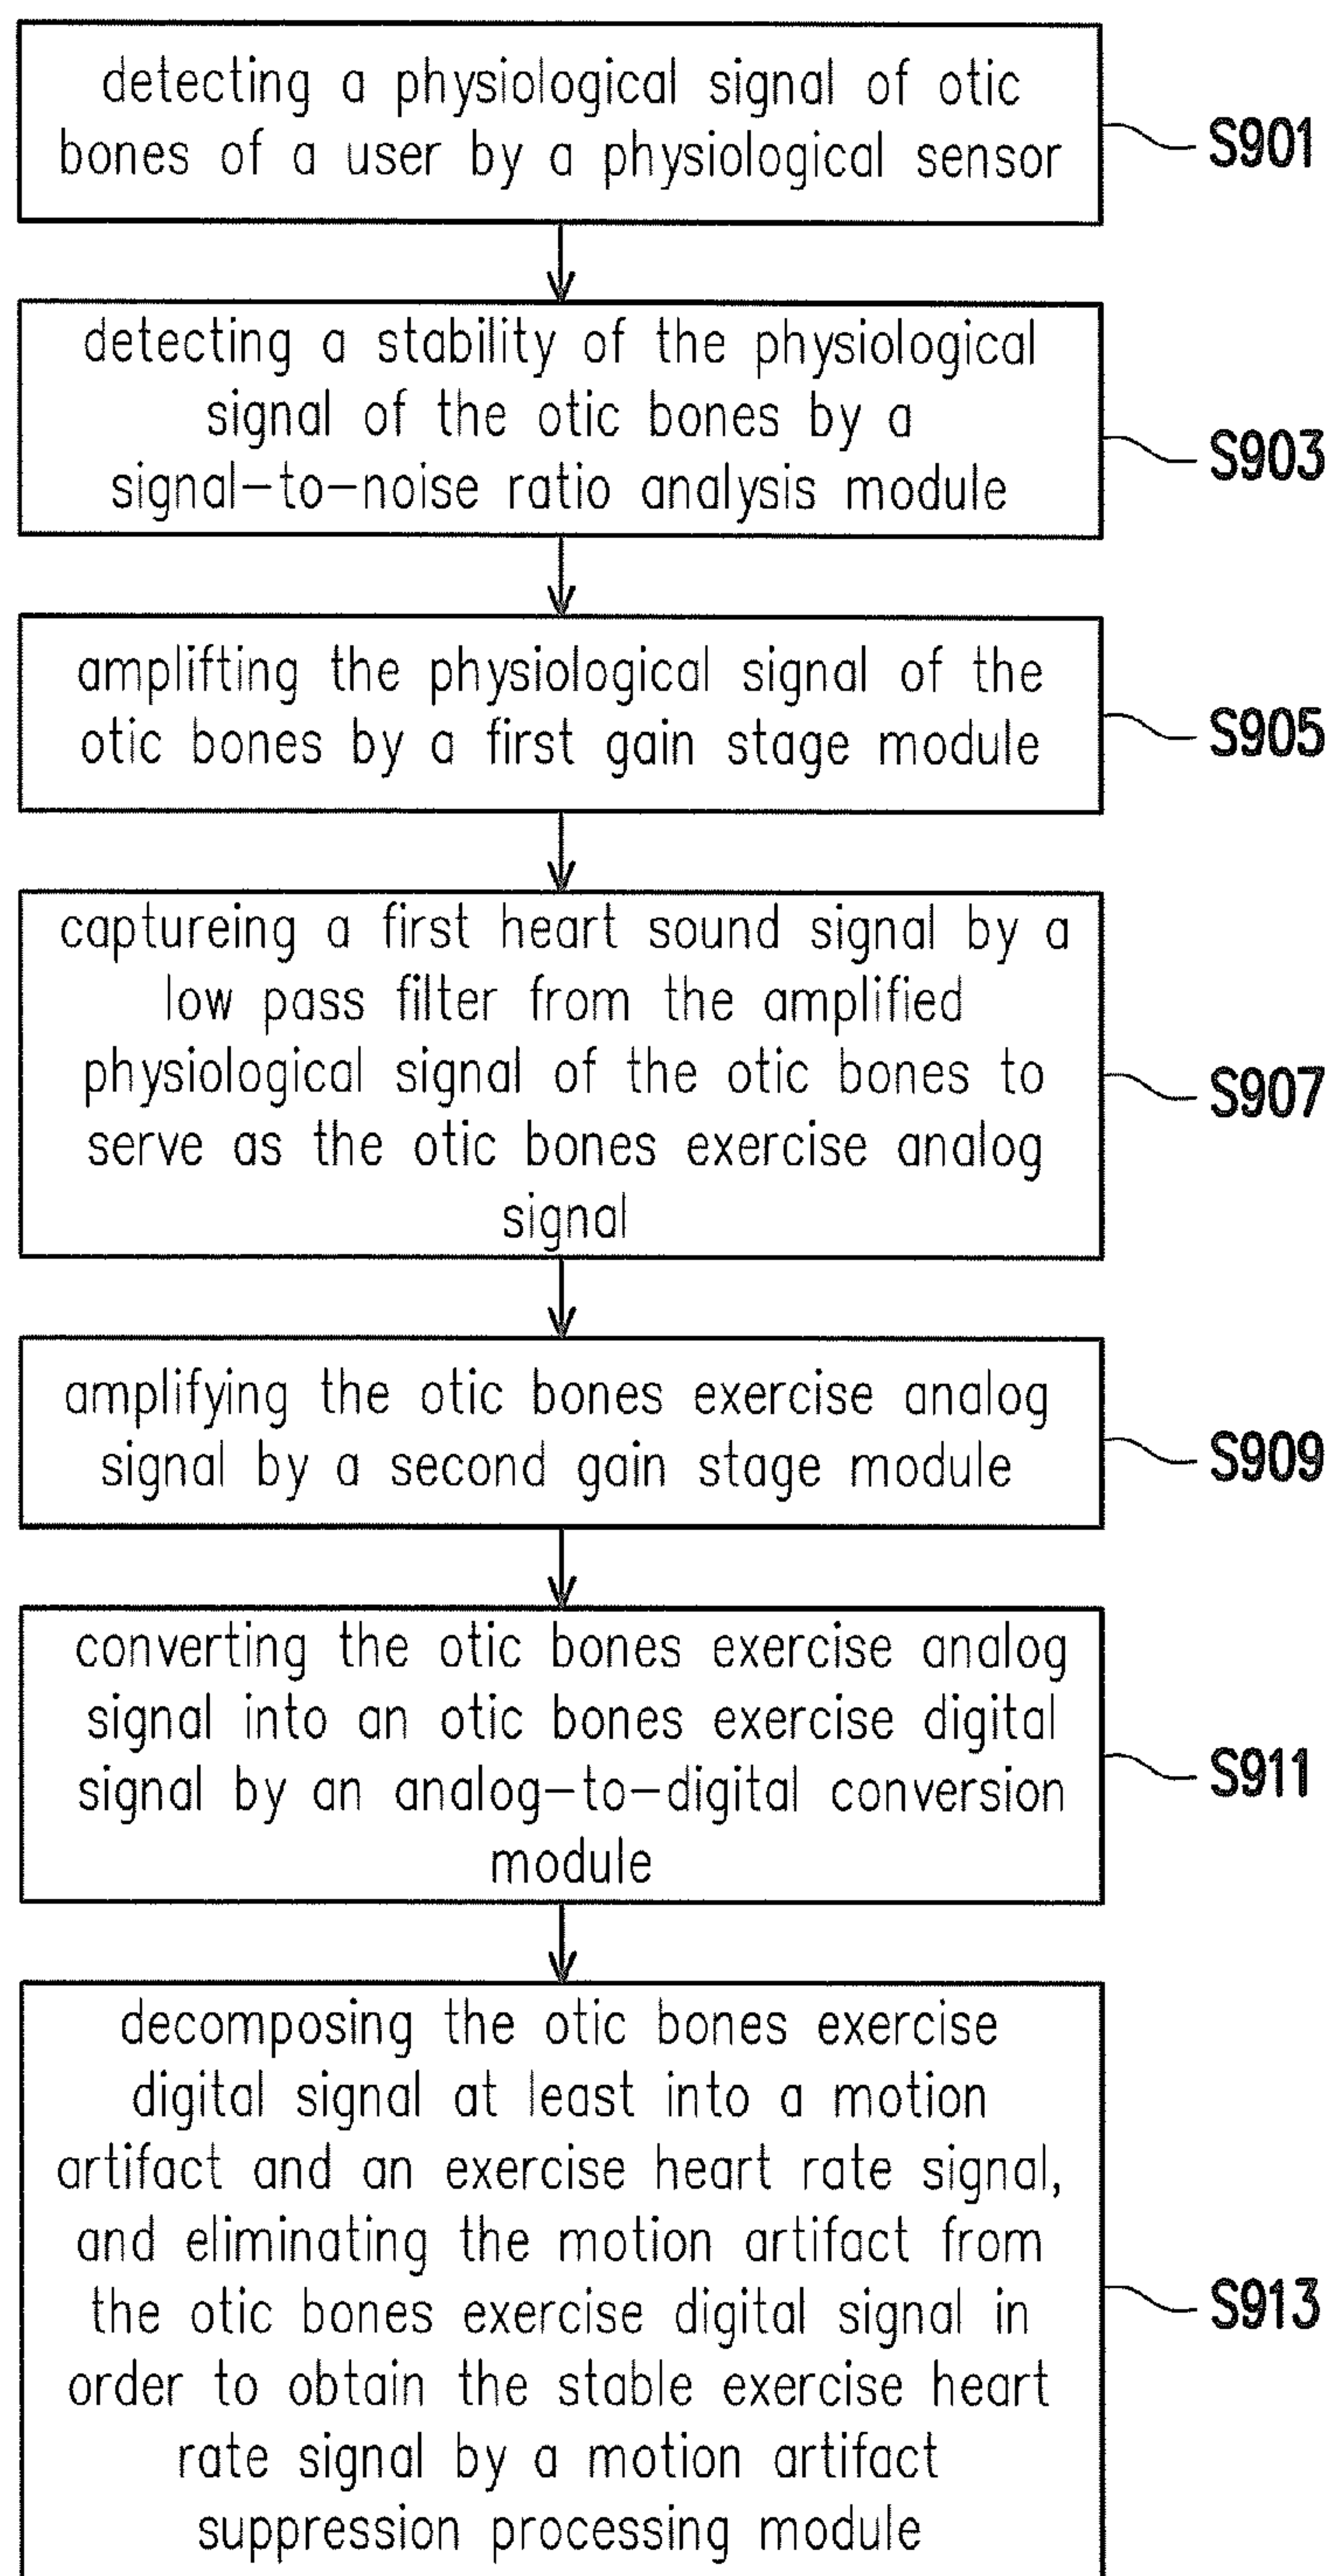 detecting a physiological signal of otic
bones of a user by a physiological sensor
S901
detecting a stability of the physiological
signal of the otic bones by a
signal-to-noise ratio analysis module
S903
amplifting the physiological signal of the
otic bones by a first gain stage module
S905
captureing a first heart sound signal by a
low pass filter from the amplified
physiological signal of the otic bones to
serve as the otic bones exercise analog
signal
S907
amplifying the otic bones exercise analog
signal by a second gain stage module
S909
converting the otic bones exercise analog
signal into an otic bones exercise digital
signal by an analog-to-digital conversion
module
S911
decomposing the otic bones exercise
digital signal at least into a motion
artifact and an exercise heart rate signal,
and eliminating the motion artifact from
the otic bones exercise digital signal in
order to obtain the stable exercise heart
rate signal by a motion artifact
suppression processing module
S913